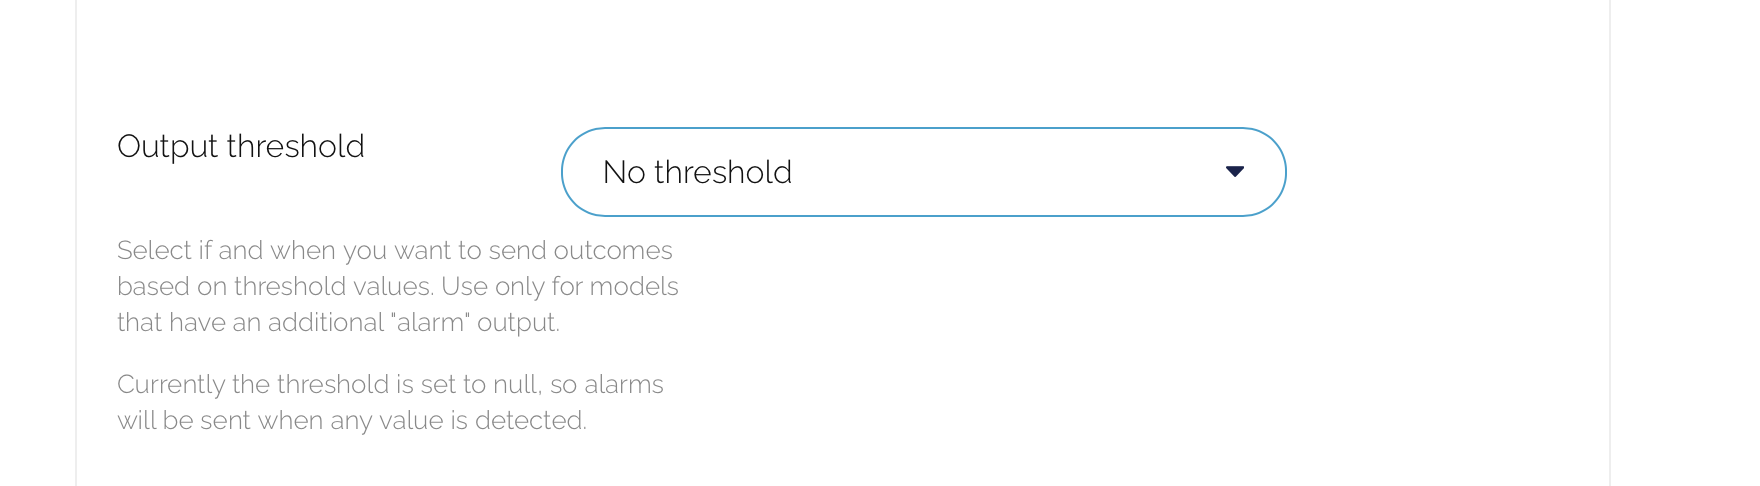 Output threshold
No threshold
Select if and when you want to send outcomes
based on threshold values. Use only for models
that have an additional "alarm" output.
Currently the threshold is set to null, so alarms
will be sent when any value is detected.